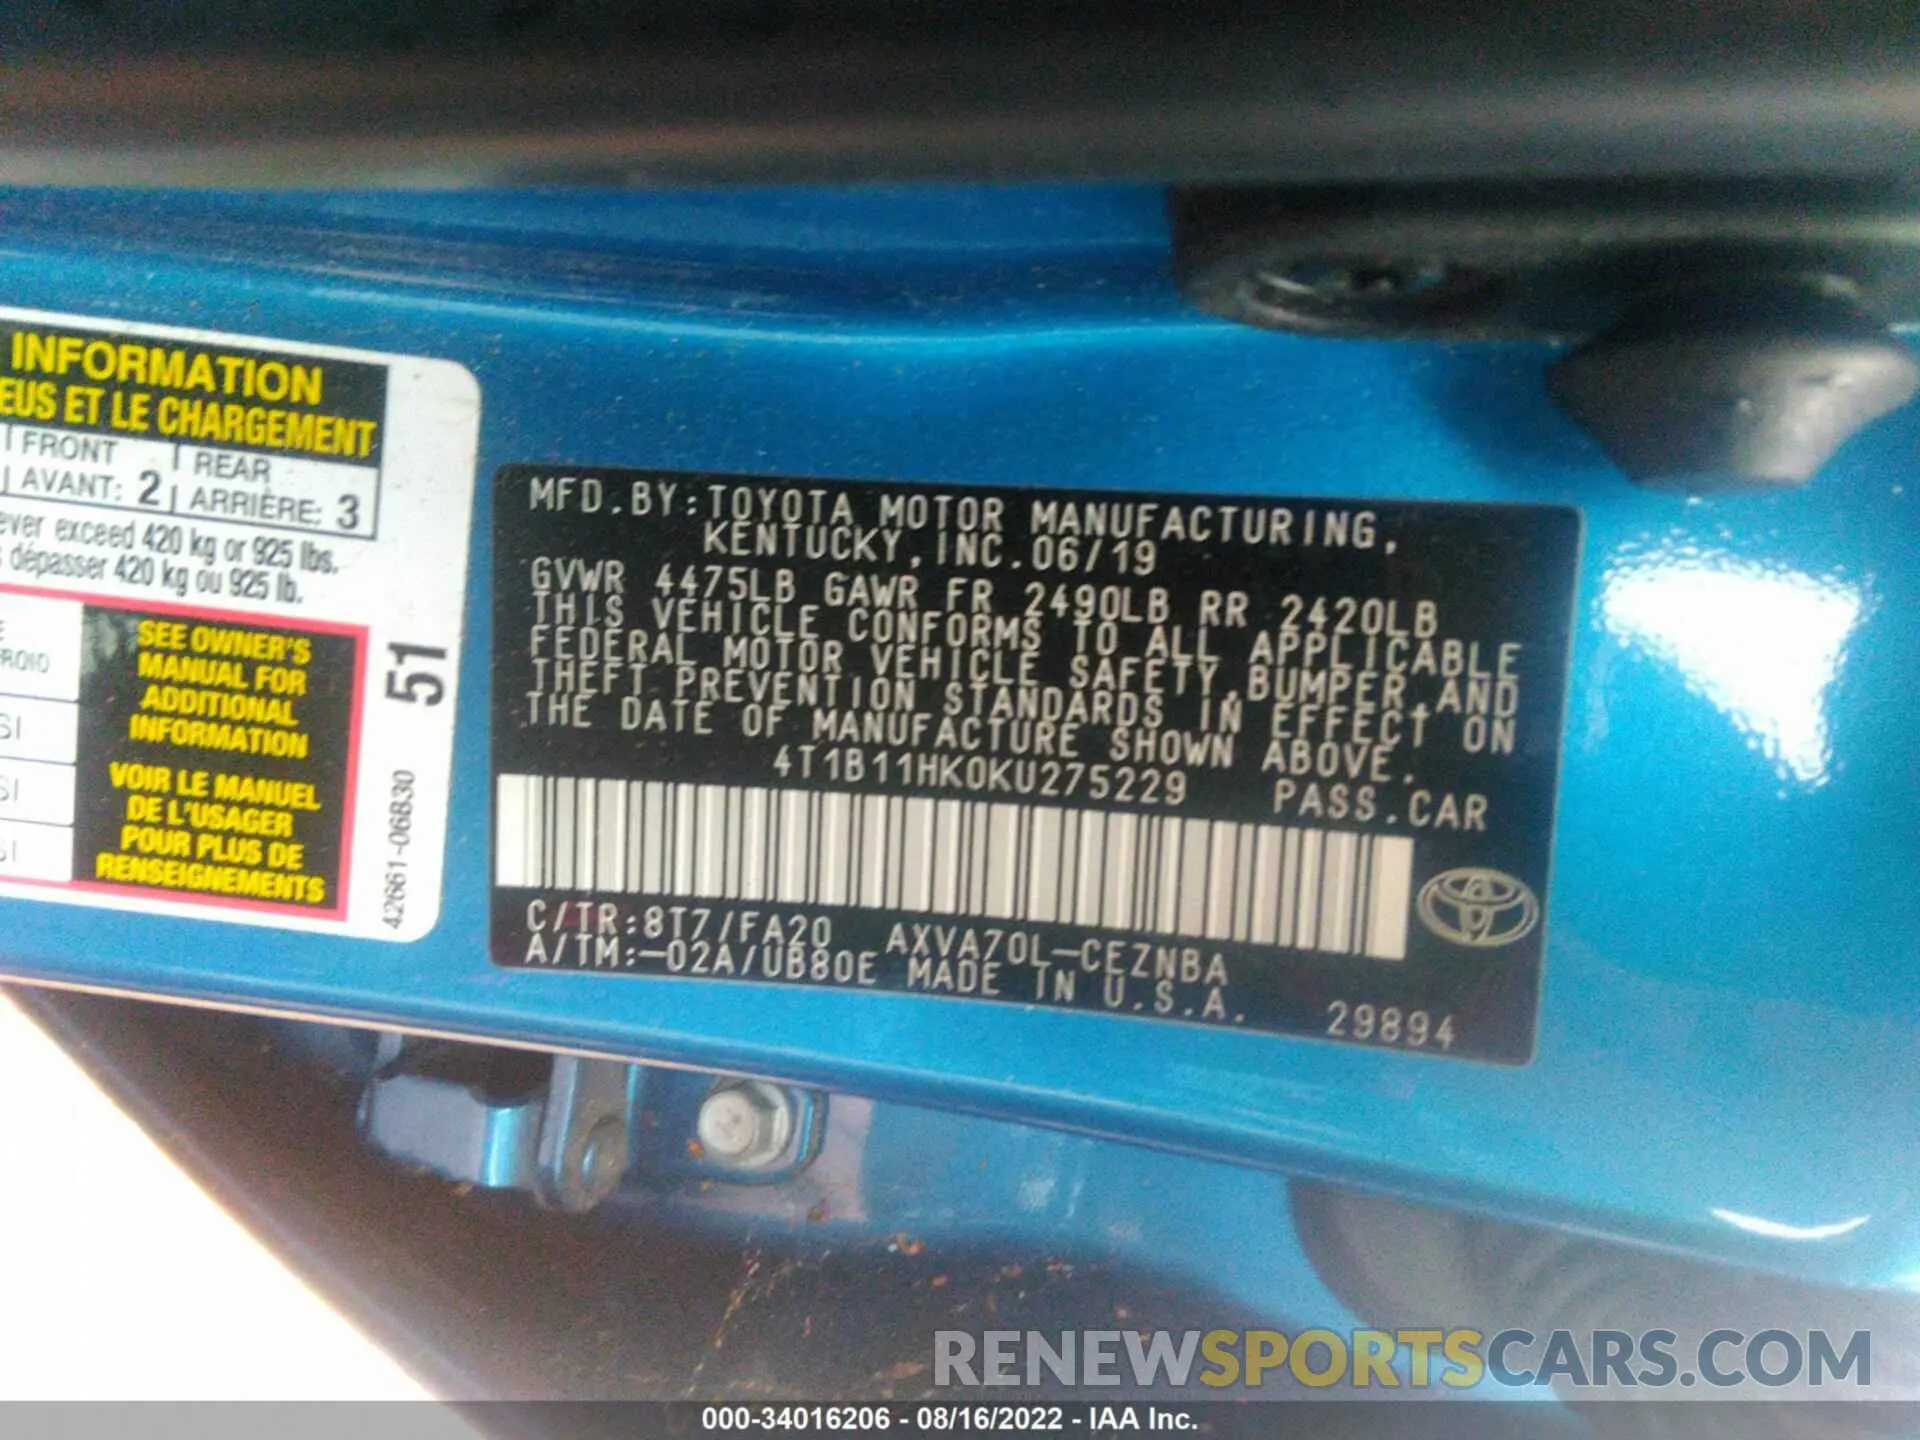 INFORMATION
EUS ET LE CHARGEMENT
FRONT
AVANT: 2
REAR
ARRIÈRE: 3
ever exceed 420 kg or 925 lbs.
dépasser 420 kg ou 925 lb.
E
FROID
SI
SI
SI
SEE OWNER'S
MANUAL FOR
ADDITIONAL
INFORMATION
VOIR LE MANUEL
DE L'USAGER
POUR PLUS DE
RENSEIGNEMENTS
51
42661-06B30
MFD.BY:TOYOTA MOTOR MANUFACTURING,
KENTUCKY,INC.06/19
GVWR 4475LB GAWR FR 2490LB RR 2420LB
THIS VEHICLE CONFORMS TO ALL APPLICABLE
FEDERAL MOTOR VEHICLE SAFETY,BUMPER,AND
THEFT PREVENTION STANDARDS IN EFFECT ON
THE DATE OF MANUFACTURE SHOWN ABOVE.
4T1B11HK0KU275229 PASS.CAR
C/TR:8T7/FA20 AXVA70L-CEZNBA
A/TM:-02A/UB80E MADE IN U.S.A.
29894
RENEWSPORTSCARS.COM
000-34016206 - 08/16/2022 - IAA Inc.